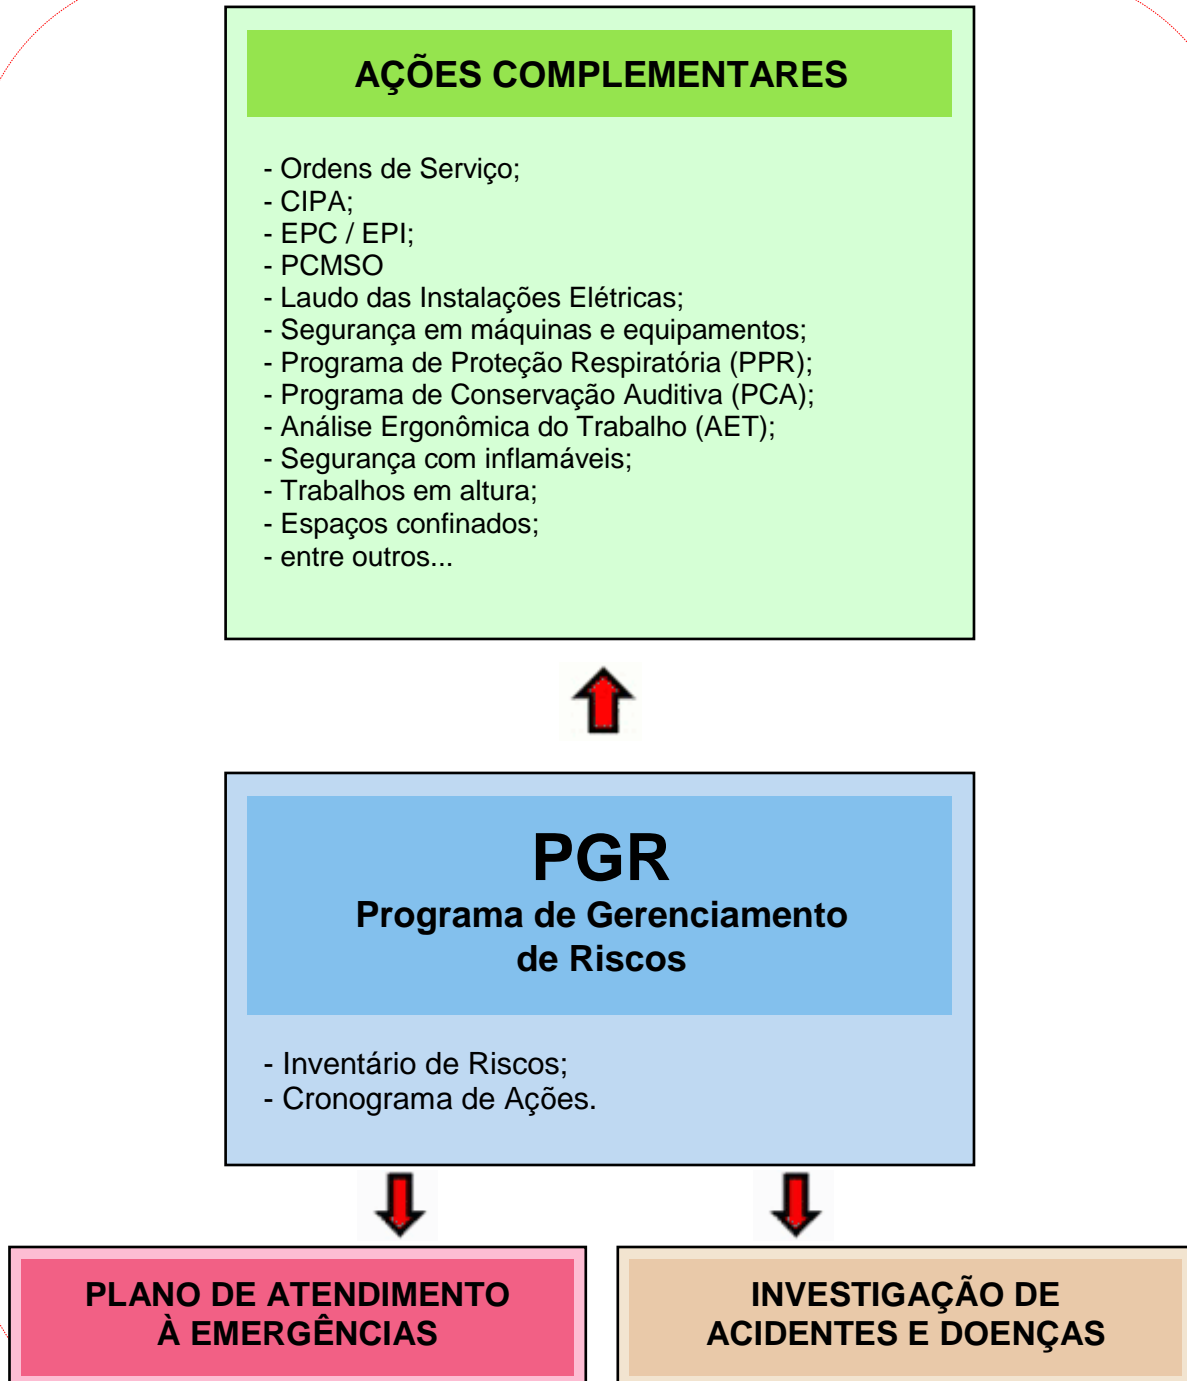 AÇÕES COMPLEMENTARES
- Ordens de Serviço;
- CIPA;
- EPC / EPI;
- PCMSO
- Laudo das Instalações Elétricas;
- Segurança em máquinas e equipamentos;
- Programa de Proteção Respiratória (PPR);
- Programa de Conservação Auditiva (PCA);
- Análise Ergonômica do Trabalho (AET);
- Segurança com inflamáveis;
- Trabalhos em altura;
- Espaços confinados;
- entre outros...
PGR
Programa de Gerenciamento
de Riscos
- Inventário de Riscos;
- Cronograma de Ações.
PLANO DE ATENDIMENTO
À EMERGÊNCIAS
INVESTIGAÇÃO DE
ACIDENTES E DOENÇAS